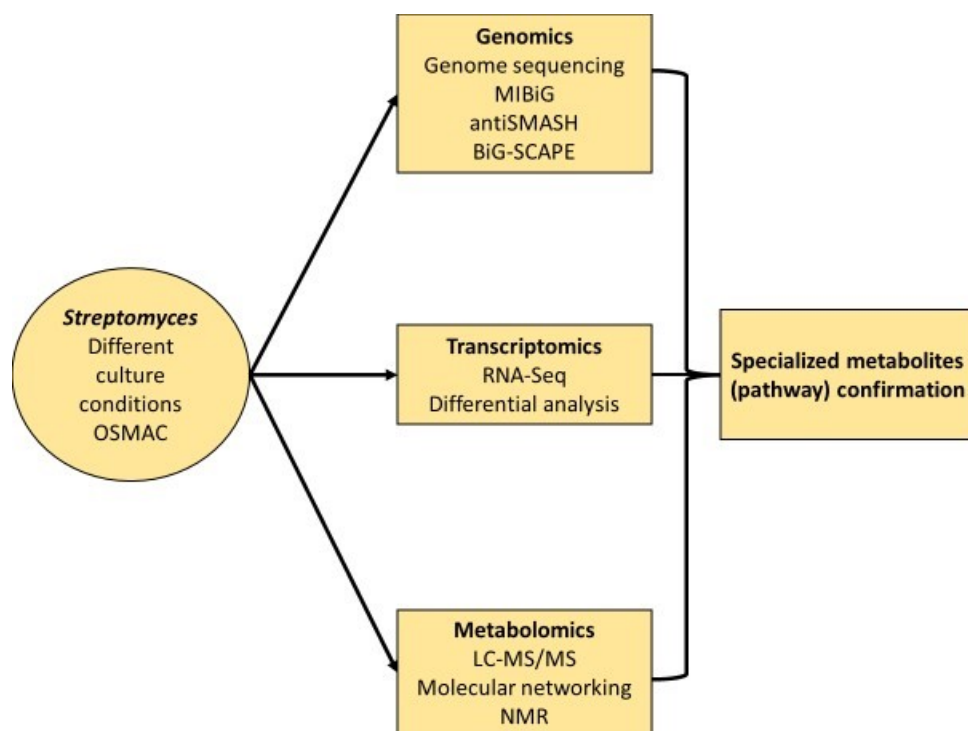 Genomics
Genome sequencing
MIBiG
antiSMASH
BiG-SCAPE
Streptomyces
Different
culture
conditions
OSMAC
Transcriptomics
RNA-Seq
Differential analysis
Specialized metabolites
(pathway) confirmation
Metabolomics
LC-MS/MS
Molecular networking
NMR